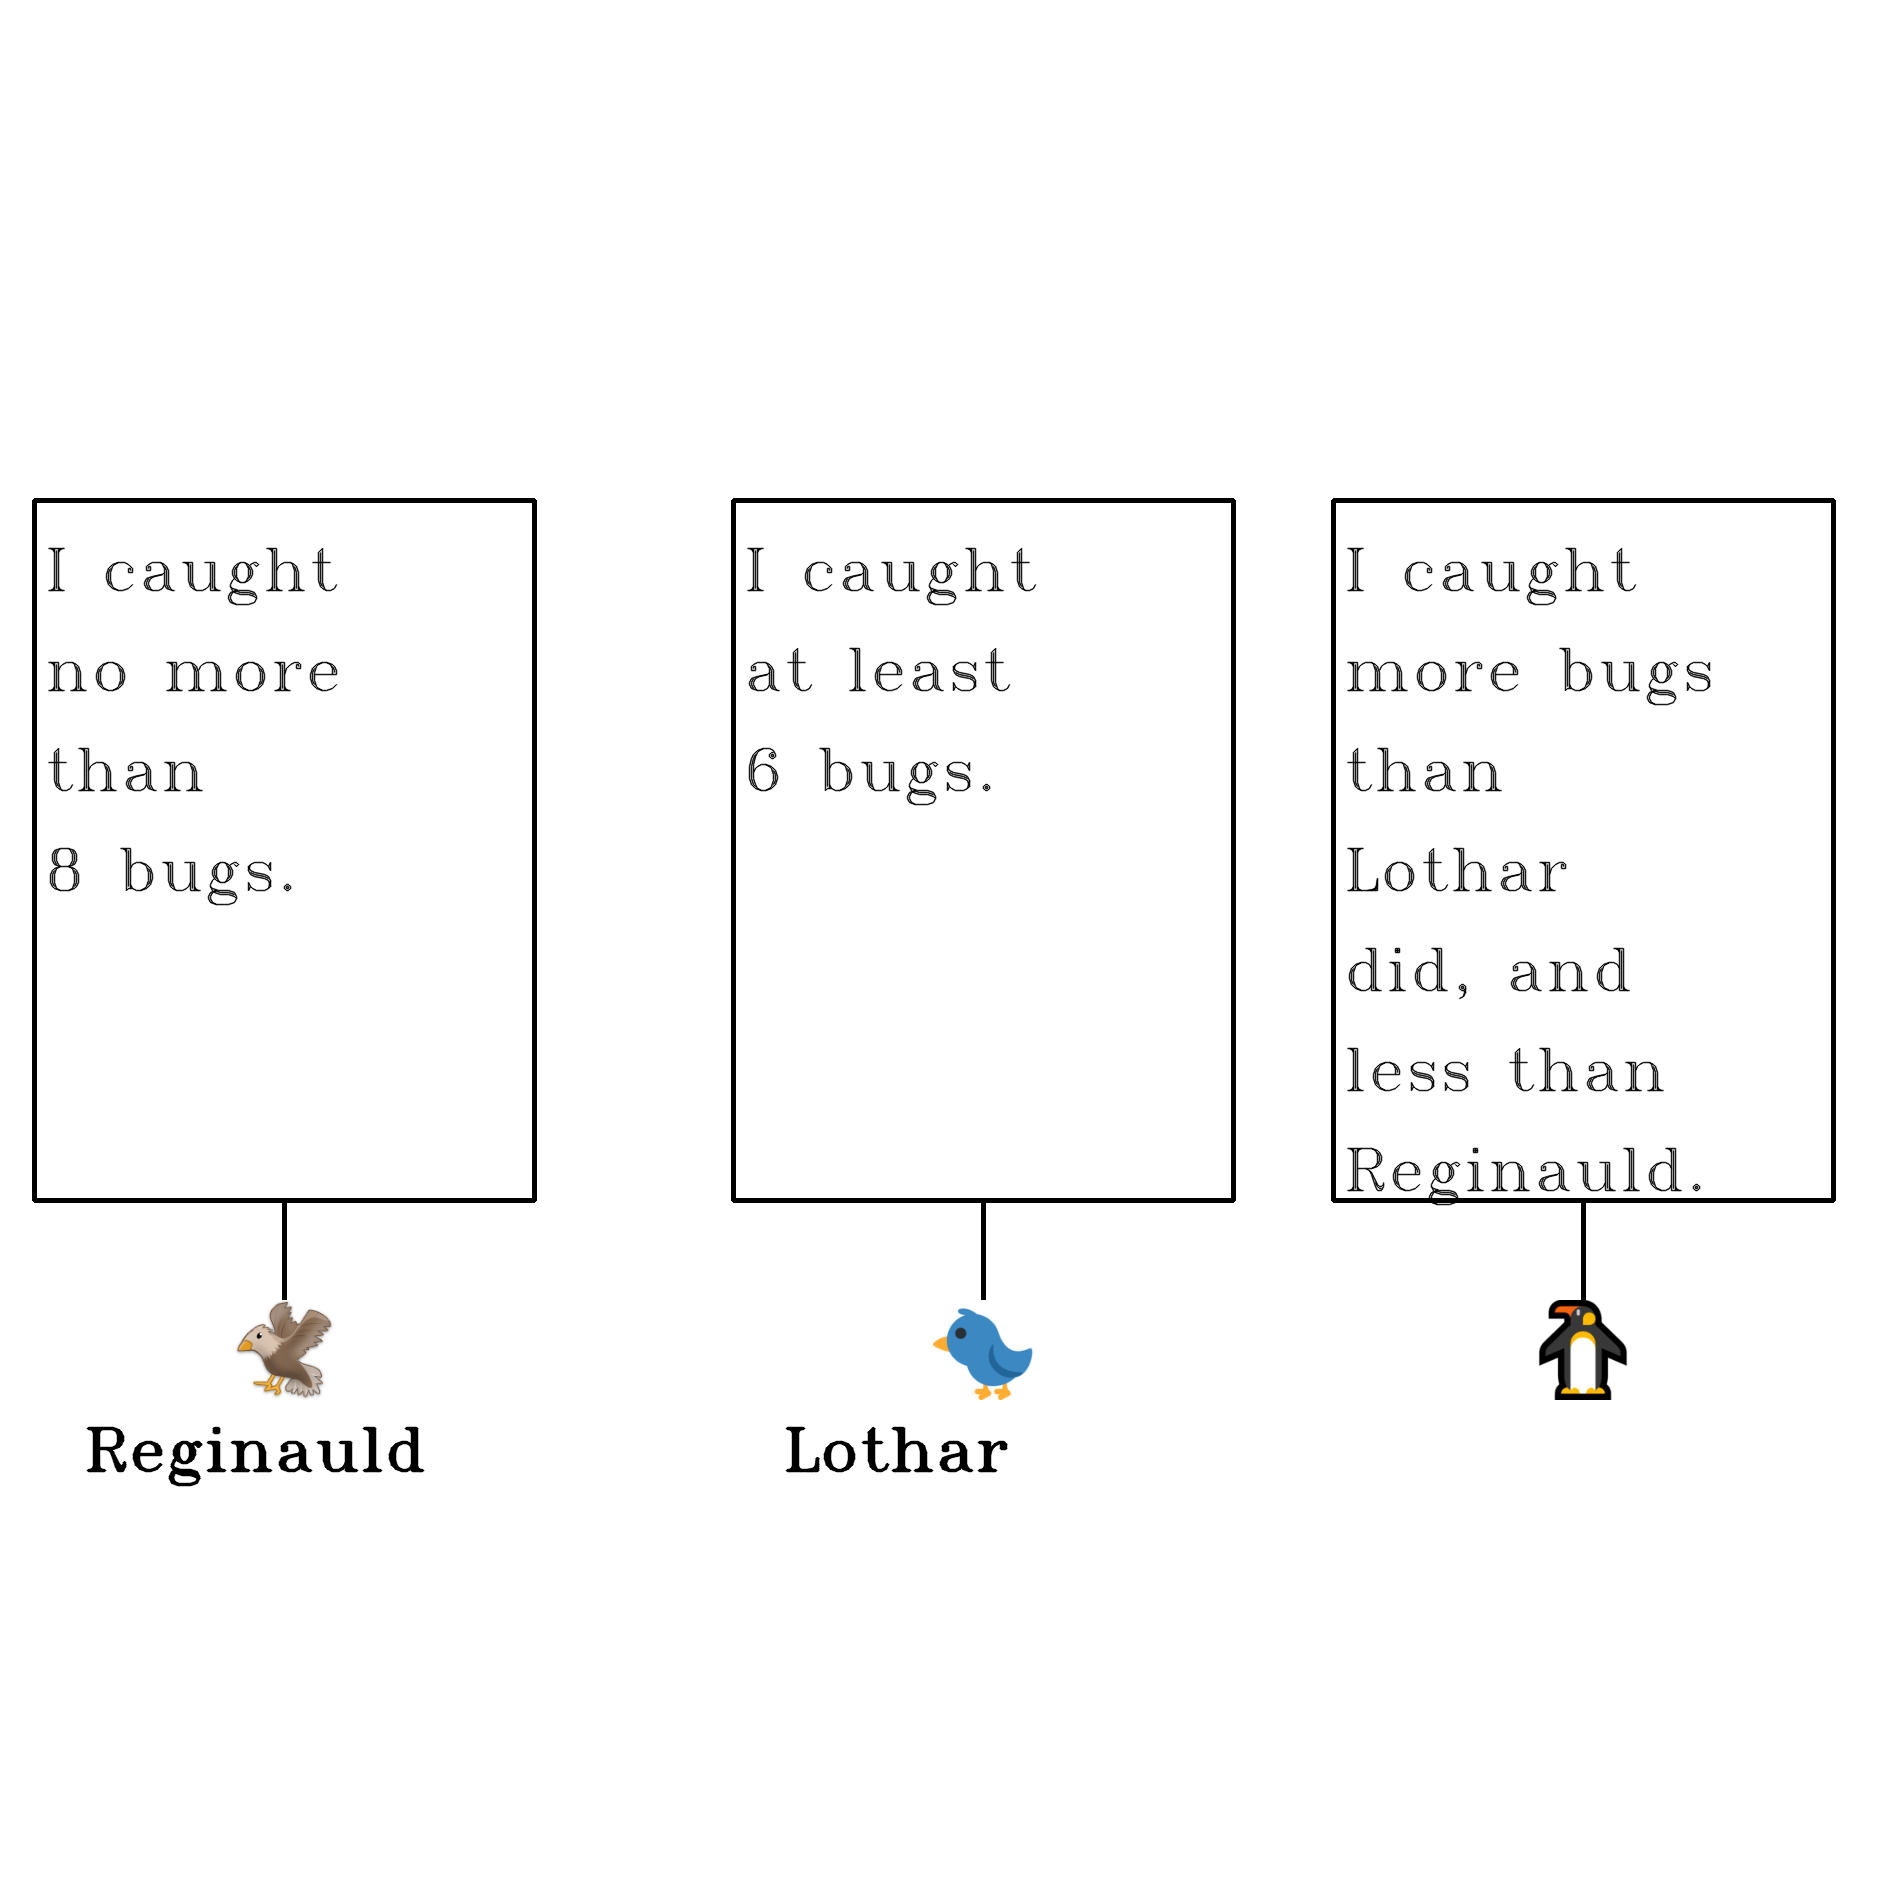 I caught
no more
than
8 bugs.
Reginauld
I caught
at least
6 bugs.
Lothar
I caught
more bugs
than
Lothar
did, and
less than
Reginauld.